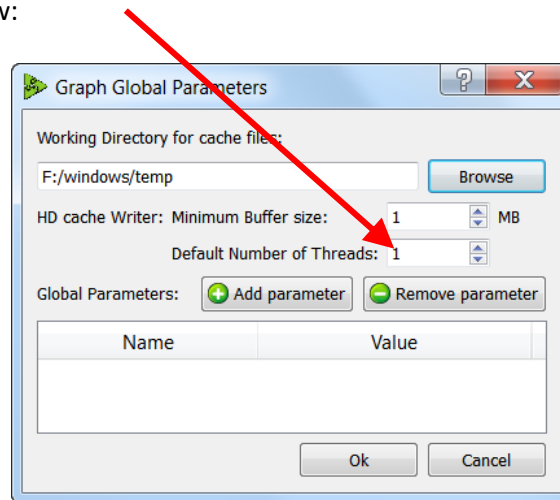 w:
Graph Global Parameters
Working Directory for cache files:
F:/windows/temp Browse
HD cache Writer: Minimum Buffer size: 1 MB
Default Number of Threads: 1
Global Parameters: Add parameter Remove parameter
Name Value
Ok Cancel